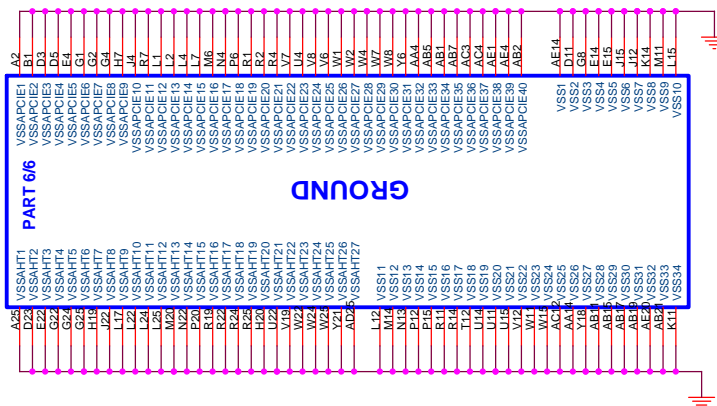 A2
B1
D3
D5
E4
G1
G2
G4
H7
J4
R7
L1
L2
L4
L7
M6
N4
P6
R1
R2
R4
V7
U4
V8
V6
W1
W2
W4
W7
W8
Y6
AA4
AB5
AB1
AB7
AC3
AC4
AE1
AE4
AB2
AE14
D11
G8
E14
E15
J15
J12
K14
M11
L15
VSSAPCIE1
VSSAPCIE2
VSSAPCIE3
VSSAPCIE4
VSSAPCIE5
VSSAPCIE6
VSSAPCIE7
VSSAPCIE8
VSSAPCIE9
VSSAPCIE10
VSSAPCIE11
VSSAPCIE12
VSSAPCIE13
VSSAPCIE14
VSSAPCIE15
VSSAPCIE16
VSSAPCIE17
VSSAPCIE18
VSSAPCIE19
VSSAPCIE20
VSSAPCIE21
VSSAPCIE22
VSSAPCIE23
VSSAPCIE24
VSSAPCIE25
VSSAPCIE26
VSSAPCIE27
VSSAPCIE28
VSSAPCIE29
VSSAPCIE30
VSSAPCIE31
VSSAPCIE32
VSSAPCIE33
VSSAPCIE34
VSSAPCIE35
VSSAPCIE36
VSSAPCIE37
VSSAPCIE38
VSSAPCIE39
VSSAPCIE40
VSS1
VSS2
VSS3
VSS4
VSS5
VSS6
VSS7
VSS8
VSS9
VSS10
PART 6/6
GROUND
VSSAHT1
VSSAHT2
VSSAHT3
VSSAHT4
VSSAHT5
VSSAHT6
VSSAHT7
VSSAHT8
VSSAHT9
VSSAHT10
VSSAHT11
VSSAHT12
VSSAHT13
VSSAHT14
VSSAHT15
VSSAHT16
VSSAHT17
VSSAHT18
VSSAHT19
VSSAHT20
VSSAHT21
VSSAHT22
VSSAHT23
VSSAHT24
VSSAHT25
VSSAHT26
VSSAHT27
VSS11
VSS12
VSS13
VSS14
VSS15
VSS16
VSS17
VSS18
VSS19
VSS20
VSS21
VSS22
VSS23
VSS24
VSS25
VSS26
VSS27
VSS28
VSS29
VSS30
VSS31
VSS32
VSS33
VSS34
A25
D23
E22
G22
G24
G25
H19
J22
L17
L22
L24
L25
M20
N22
P20
R19
R22
R24
R25
H20
U22
V19
W22
W24
W25
Y21
AD25
L12
M14
N13
P12
P15
R11
R14
T12
U14
U11
U15
V12
W11
W15
AC12
AA14
Y18
AB11
AB15
AB17
AB19
AE20
AB21
K11